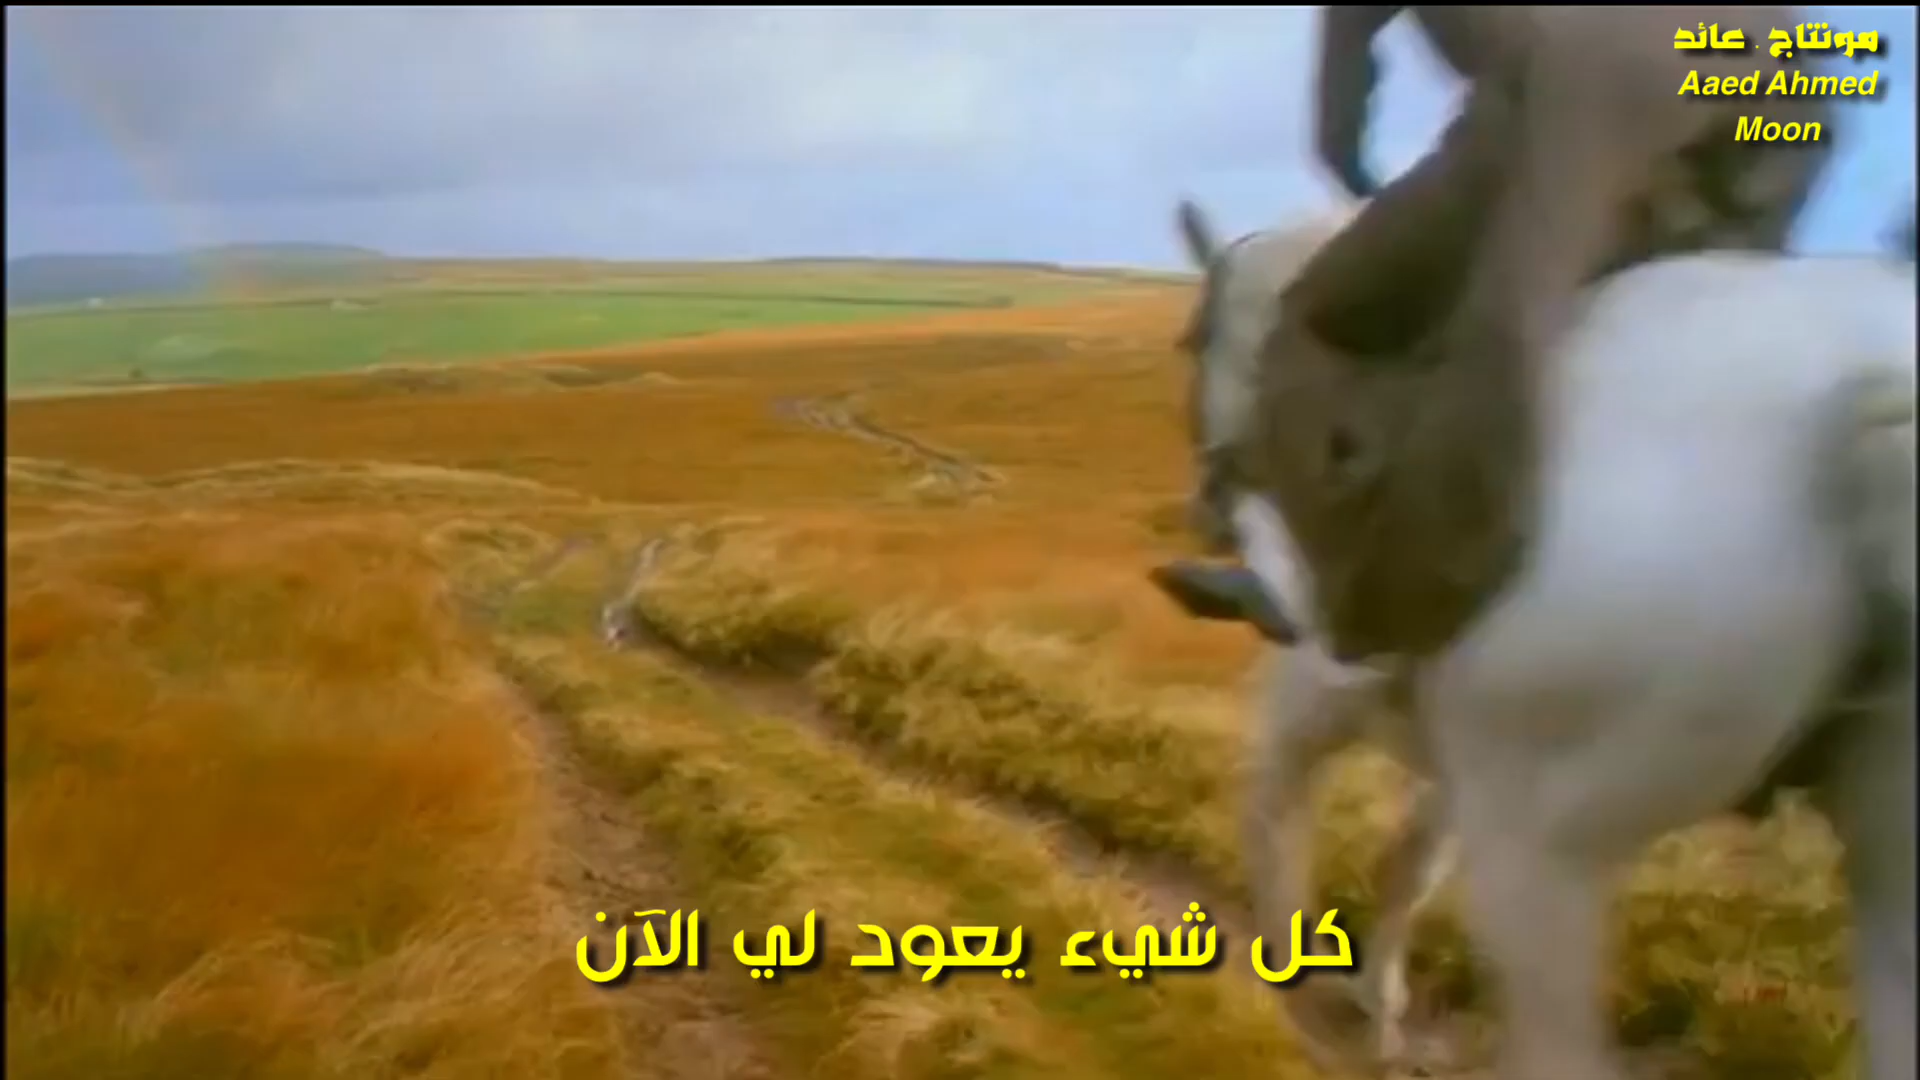 مونتاج . عائد
Aaed Ahmed
Moon
كل شيء يعود لي الآن